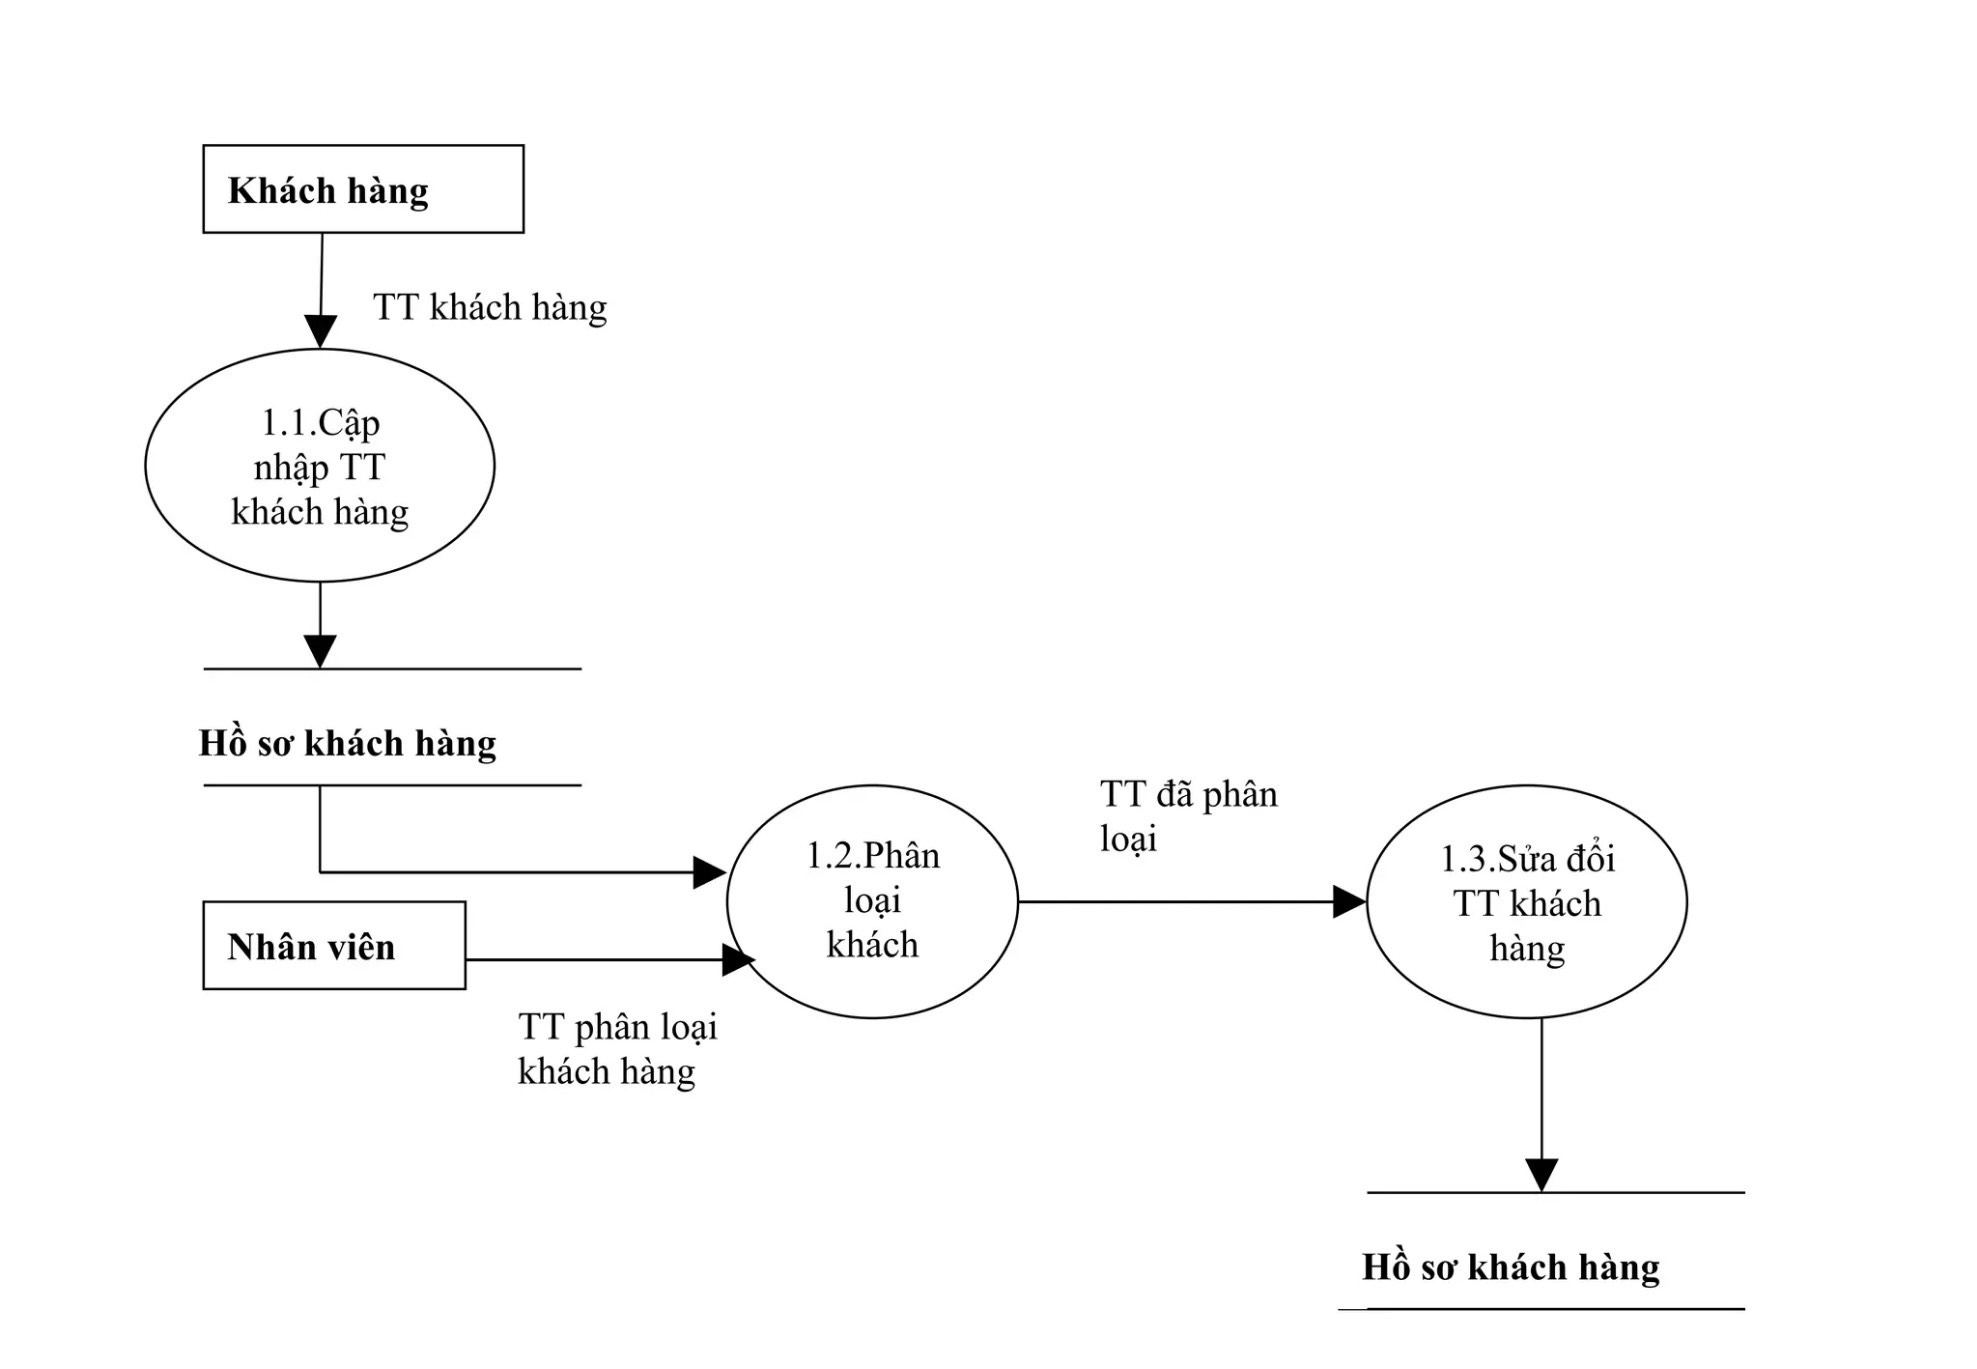 Khách hàng
TT khách hàng
1.1.Cập
nhập TT
khách hàng
Hồ sơ khách hàng
TT đã phân
loại
1.2.Phân
loại
khách
1.3.Sửa đổi
TT khách
hàng
Nhân viên
TT phân loại
khách hàng
Hồ sơ khách hàng